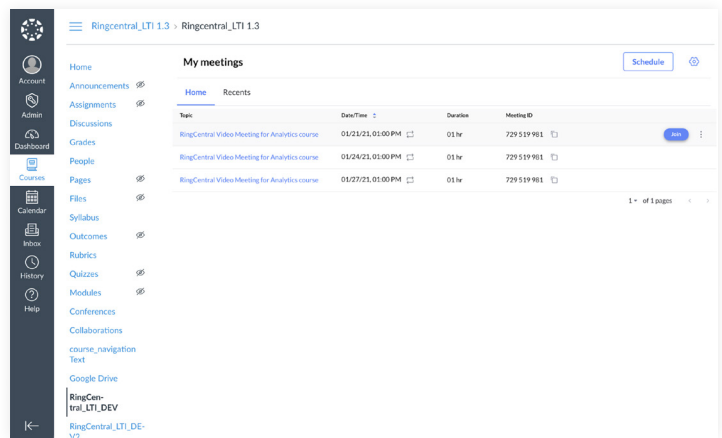 Ringcentral_LTI 1.3 > Ringcentral_LTI 1.3
Account
Admin
Dashboard
Courses
Calendar
Inbox
History
Help
Home
Announcements
Assignments
Discussions
Grades
People
Pages
Files
Syllabus
Outcomes
Rubrics
Quizzes
Modules
Conferences
Collaborations
course_navigation
Text
Google Drive
RingCen-
tral_LTI_DEV
RingCentral_LTI_DE-
V2
My meetings
Schedule
Home Recents
Topic Date/Time Duration Meeting ID
RingCentral Video Meeting for Analytics course 01/21/21, 01:00 PM 01 hr 729 519 981 Join
RingCentral Video Meeting for Analytics course 01/24/21, 01:00 PM 01 hr 729 519 981
RingCentral Video Meeting for Analytics course 01/27/21, 01:00 PM 01 hr 729 519 981
1 of 1 pages